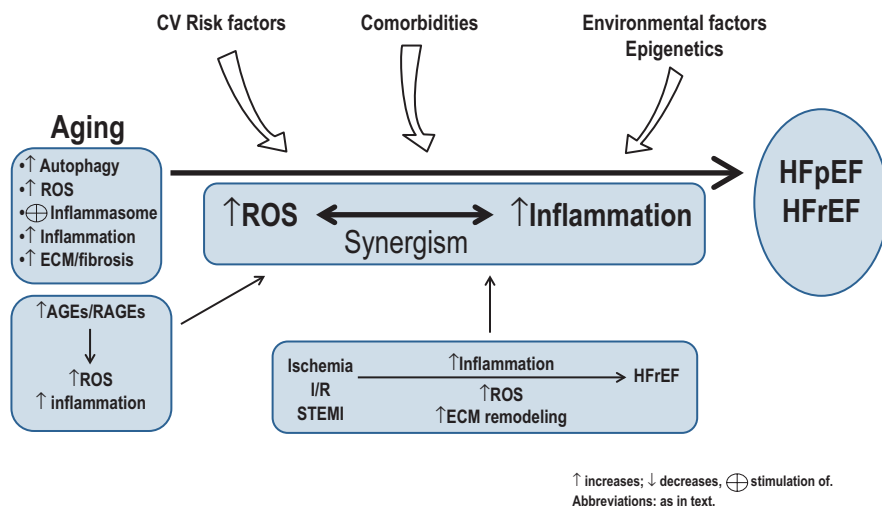 CV Risk factors
Comorbidities
Environmental factors
Epigenetics
Aging
•↑ Autophagy
•↑ ROS
•⊕ Inflammasome
•↑ Inflammation
•↑ ECM/fibrosis
↑ROS
Synergism
↑Inflammation
HFpEF
HFrEF
↑AGEs/RAGEs
↑ROS
↑ inflammation
Ischemia
I/R
STEMI
↑Inflammation
↑ROS
↑ECM remodeling
HFrEF
↑ increases; ↓ decreases, ⊕ stimulation of.
Abbreviations: as in text.